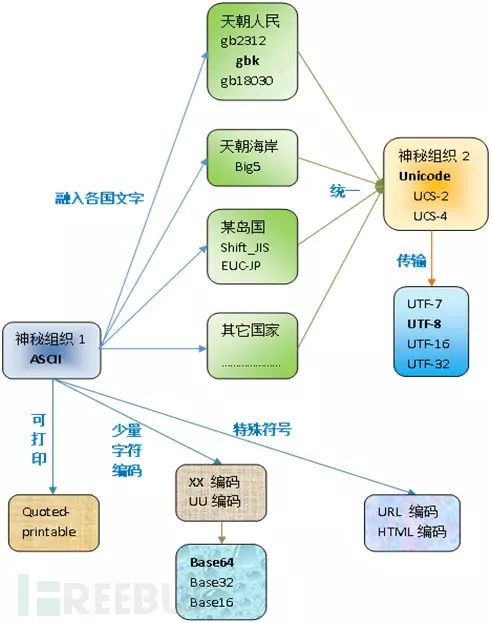 天朝人民
gb2312
gbk
gb18030
天朝海岸
Big5
融入各国文字
某岛国
Shift_JIS
EUC-JP
其它国家
.....................
统一
神秘组织 2
Unicode
UCS-2
UCS-4
传输
UTF-7
UTF-8
UTF-16
UTF-32
神秘组织 1
ASCII
可
打
印
少量
字符
编码
特殊符号
Quoted-
printable
XX 编码
UU 编码
URL 编码
HTML 编码
Base64
Base32
Base16
FREEBU